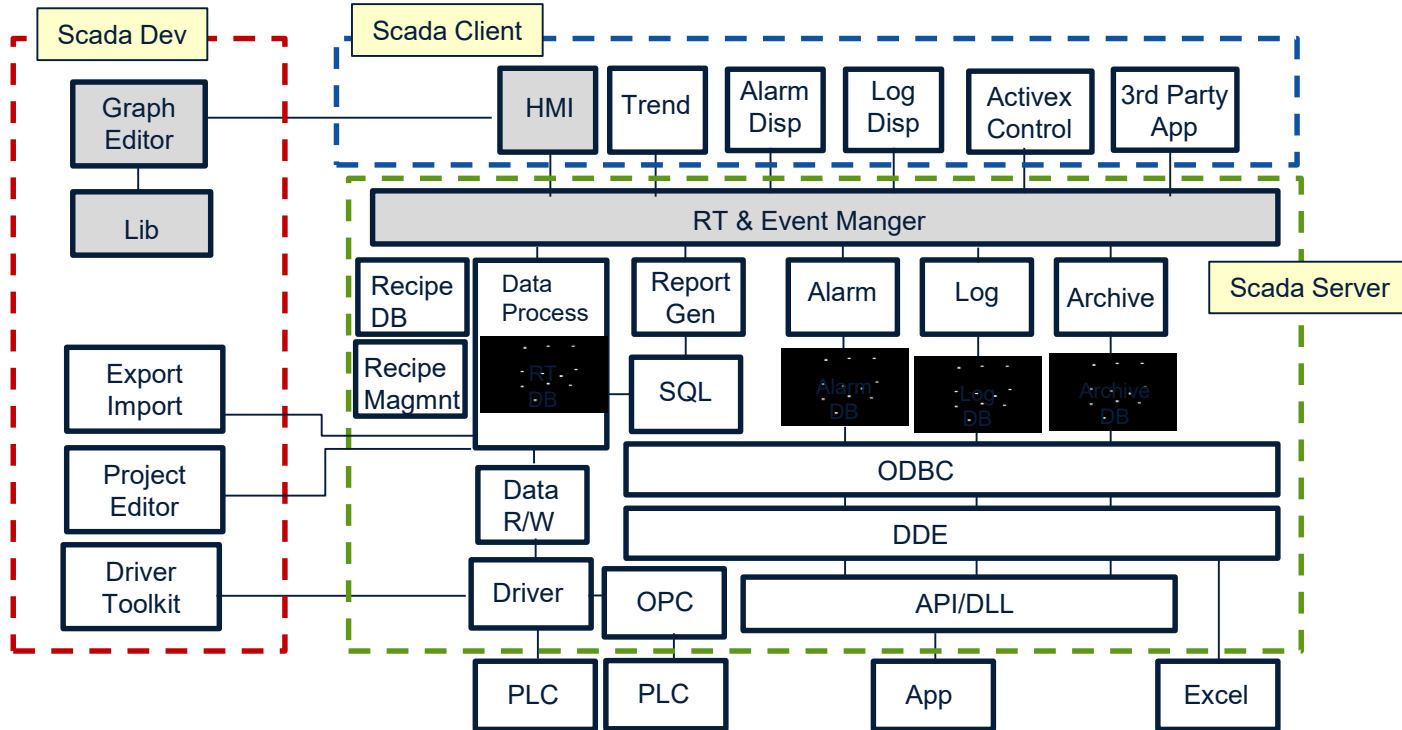 Scada Dev
Scada Client
Graph
Editor
HMI
Trend
Alarm
Disp
Log
Disp
Activex
Control
3rd Party
App
Lib
RT & Event Manger
Scada Server
Recipe
DB
Data
Process
Report
Gen
Alarm
Log
Archive
Export
Import
Recipe
Magmnt
RT
DB
SQL
Alarm
DB
Log
DB
Archive
DB
Project
Editor
Data
R/W
ODBC
DDE
Driver
Toolkit
Driver
OPC
API/DLL
PLC
PLC
App
Excel